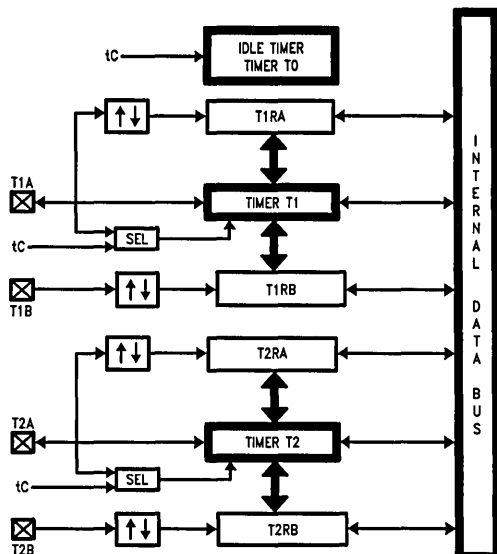 tC
IDLE TIMER
TIMER T0
T1RA
T1A
TIMER T1
SEL
tC
T1B
T1RB
T2RA
T2A
TIMER T2
SEL
tC
T2B
T2RB
INTERNAL DATA BUS